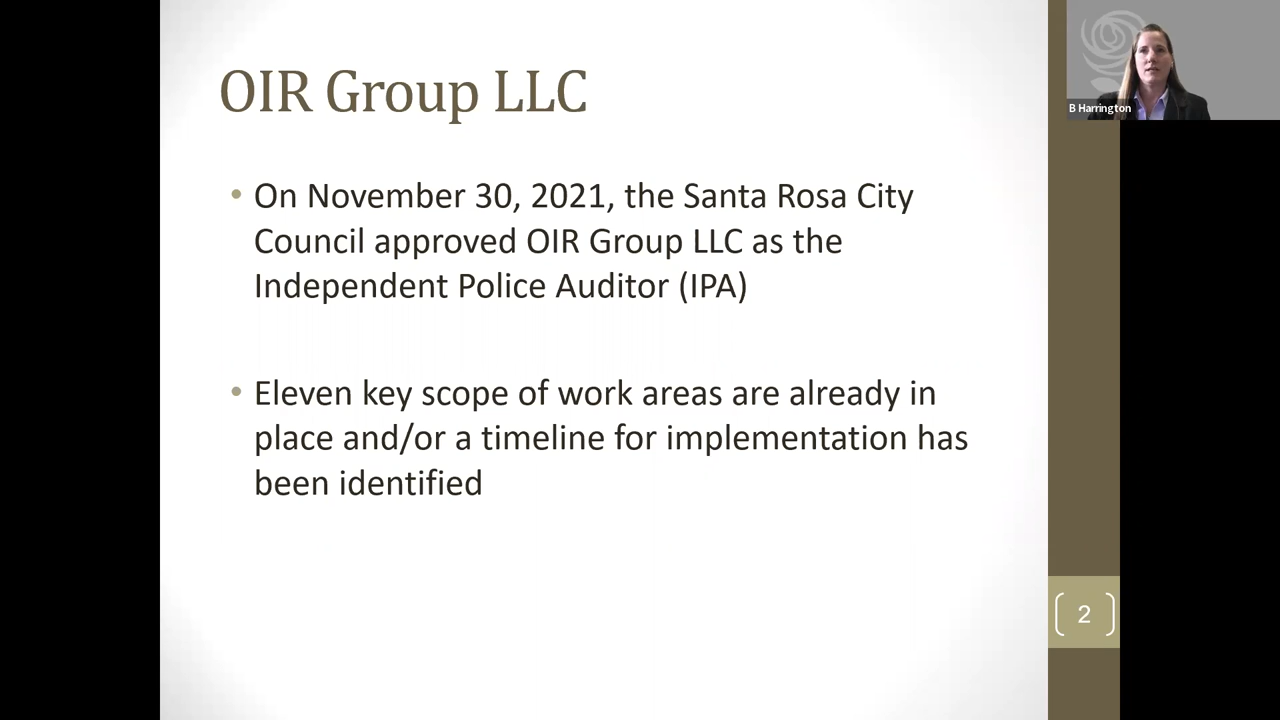 OIR Group LLC
B Harrington
• On November 30, 2021, the Santa Rosa City
Council approved OIR Group LLC as the
Independent Police Auditor (IPA)
• Eleven key scope of work areas are already in
place and/or a timeline for implementation has
been identified
2